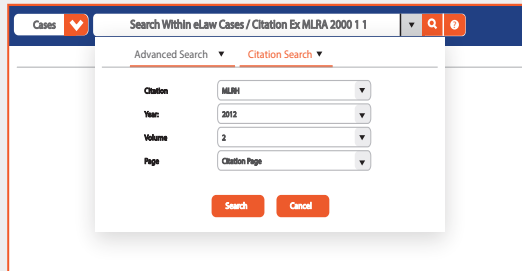 Cases Search Within eLaw Cases / Citation Ex MLRA 2000 1 1 ?
Advanced Search Citation Search
Citation MLRH
Year: 2012
Volume 2
Page Citation Page
Search Cancel